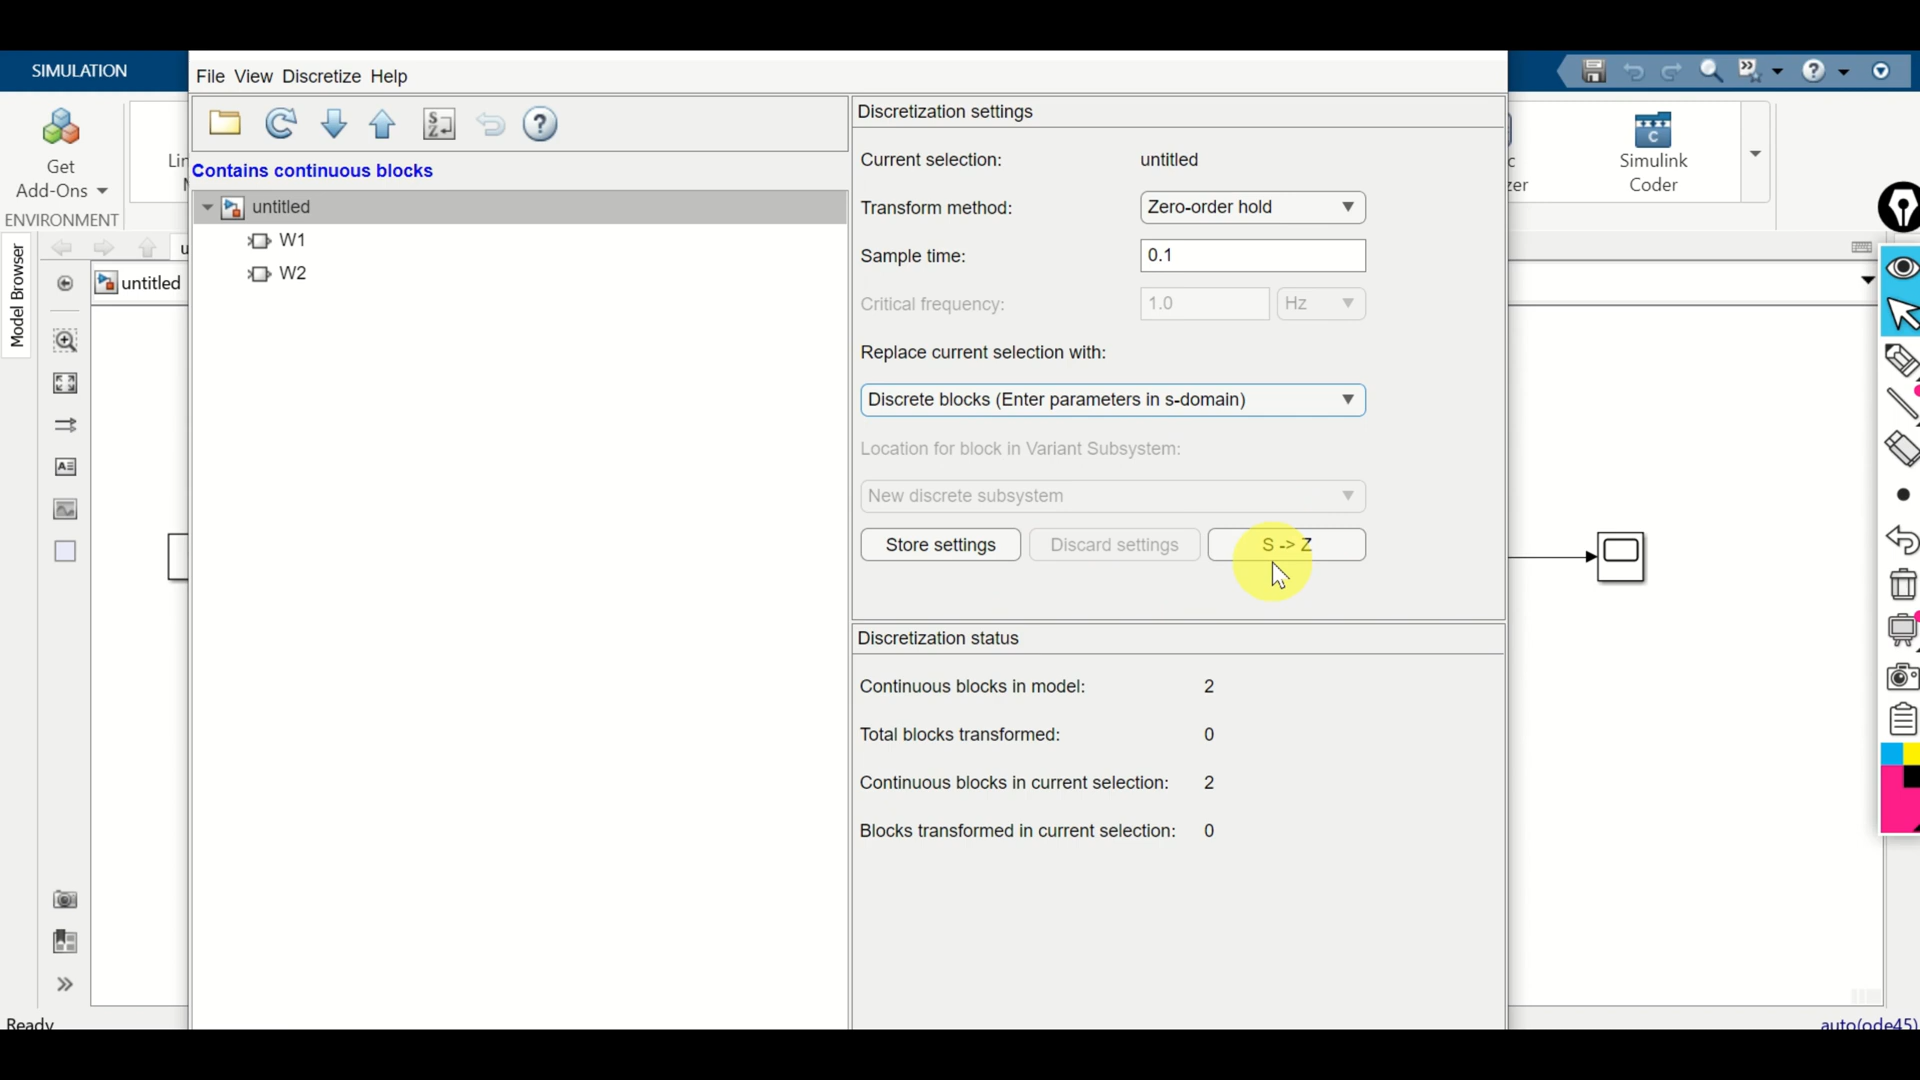 SIMULATION
File View Discretize Help
Get
Add-Ons
ENVIRONMENT
Model Browser
untitled
Contains continuous blocks
untitled
W1
W2
Discretization settings
Current selection: untitled
Transform method: Zero-order hold
Sample time: 0.1
Critical frequency: 1.0 Hz
Replace current selection with:
Discrete blocks (Enter parameters in s-domain)
Location for block in Variant Subsystem:
New discrete subsystem
Store settings Discard settings S -> Z
Discretization status
Continuous blocks in model: 2
Total blocks transformed: 0
Continuous blocks in current selection: 2
Blocks transformed in current selection: 0
Simulink
Coder
Ready
auto(ode45)